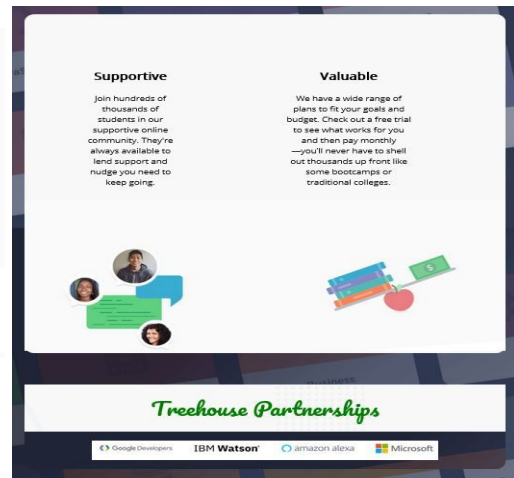 Supportive
Join hundreds of
thousands of
students in our
supportive online
community. They're
always available to
lend support and
nudge you need to
keep going.
Valuable
We have a wide range of
plans to fit your goals and
budget. Check out a free trial
to see what works for you
and then pay monthly
—you'll never have to shell
out thousands up front like
some bootcamps or
traditional colleges.
Business
Treehouse Partnerships
Google Developers IBM Watson amazon alexa Microsoft